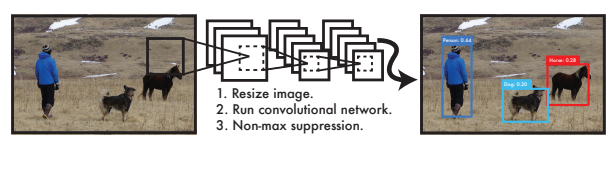 1. Resize image.
2. Run convolutional network.
3. Non-max suppression.
Person: 0.64
Horse: 0.28
Dog: 0.30